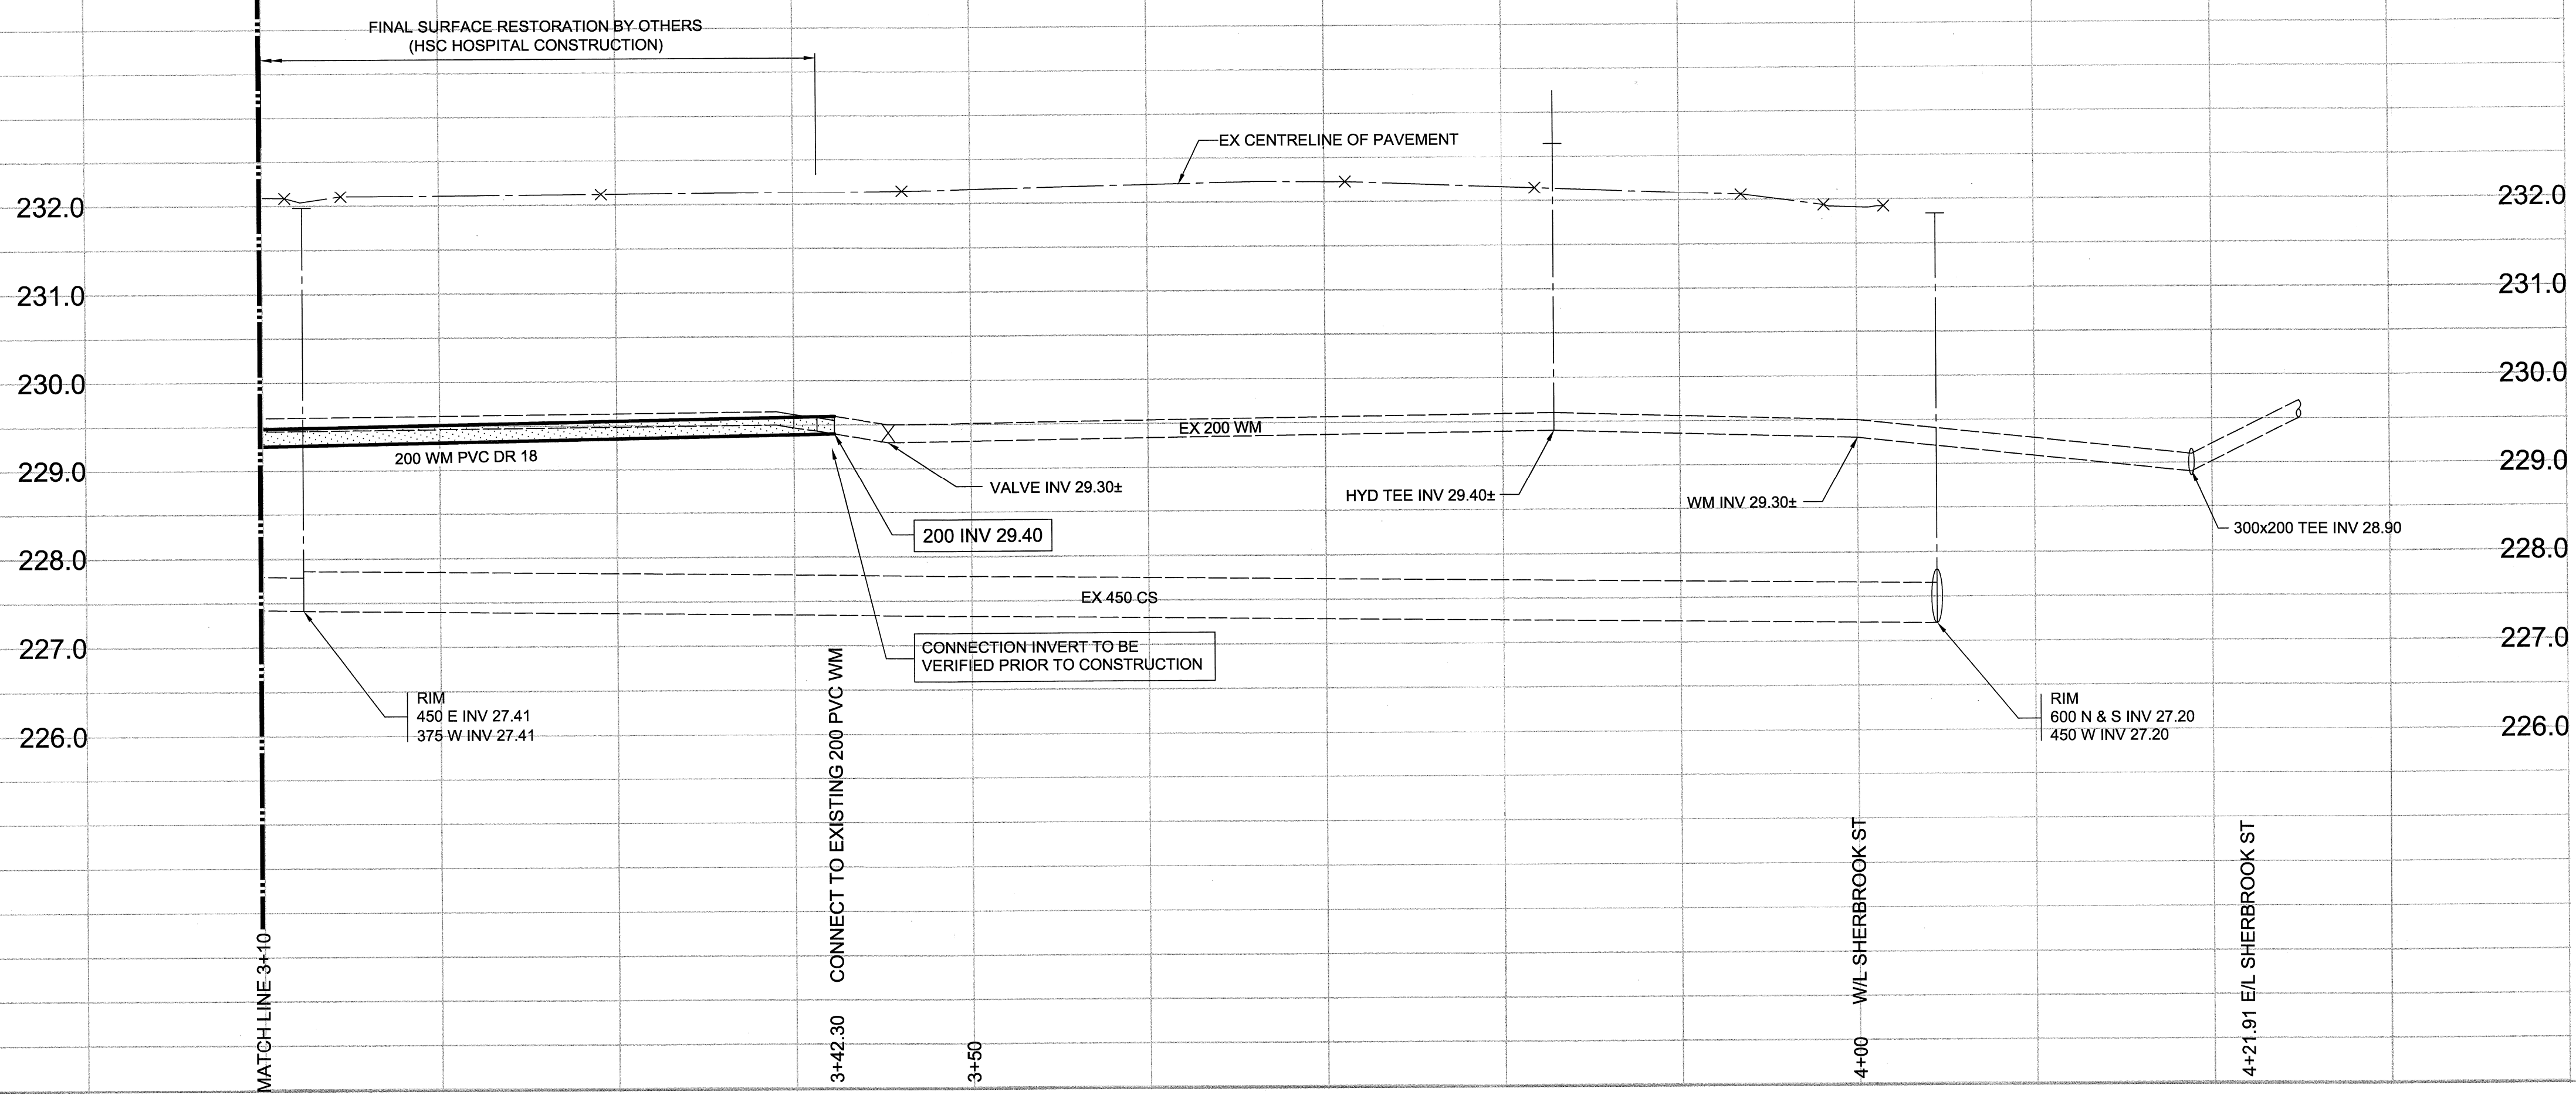 FINAL SURFACE RESTORATION BY OTHERS
(HSC HOSPITAL CONSTRUCTION)
EX CENTRELINE OF PAVEMENT
232.0
232.0
231.0
231.0
230.0
230.0
EX 200 WM
200 WM PVC DR 18
229.0
229.0
VALVE INV 29.30±
HYD TEE INV 29.40±
WM INV 29.30±
300x200 TEE INV 28.90
200 INV 29.40
228.0
228.0
EX 450 CS
227.0
227.0
CONNECTION INVERT TO BE
VERIFIED PRIOR TO CONSTRUCTION
RIM
450 E INV 27.41
375 W INV 27.41
RIM
600 N & S INV 27.20
450 W INV 27.20
226.0
226.0
MATCH LINE 3+10
3+42.30 CONNECT TO EXISTING 200 PVC WM
3+50
4+00 W/L SHERBROOK ST
4+21.91 E/L SHERBROOK ST